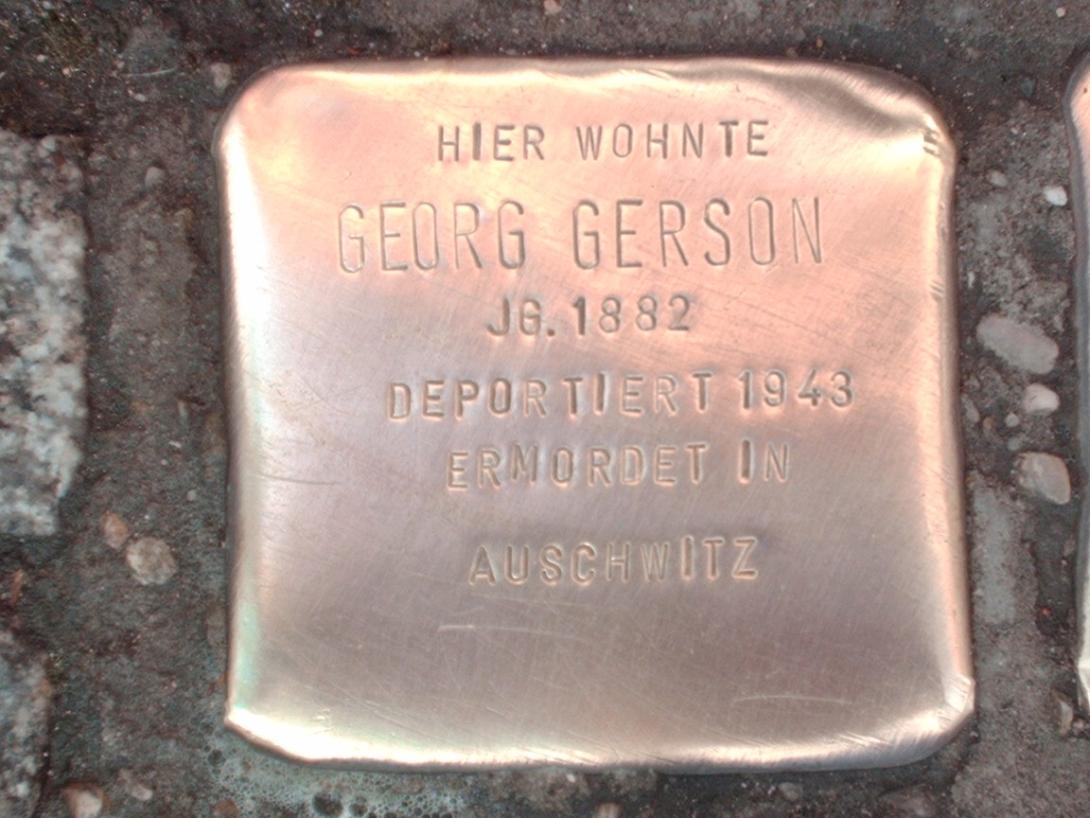 HIER WOHNTE
GEORG GERSON
JG. 1882
DEPORTIERT 1943
ERMORDET IN
AUSCHWITZ